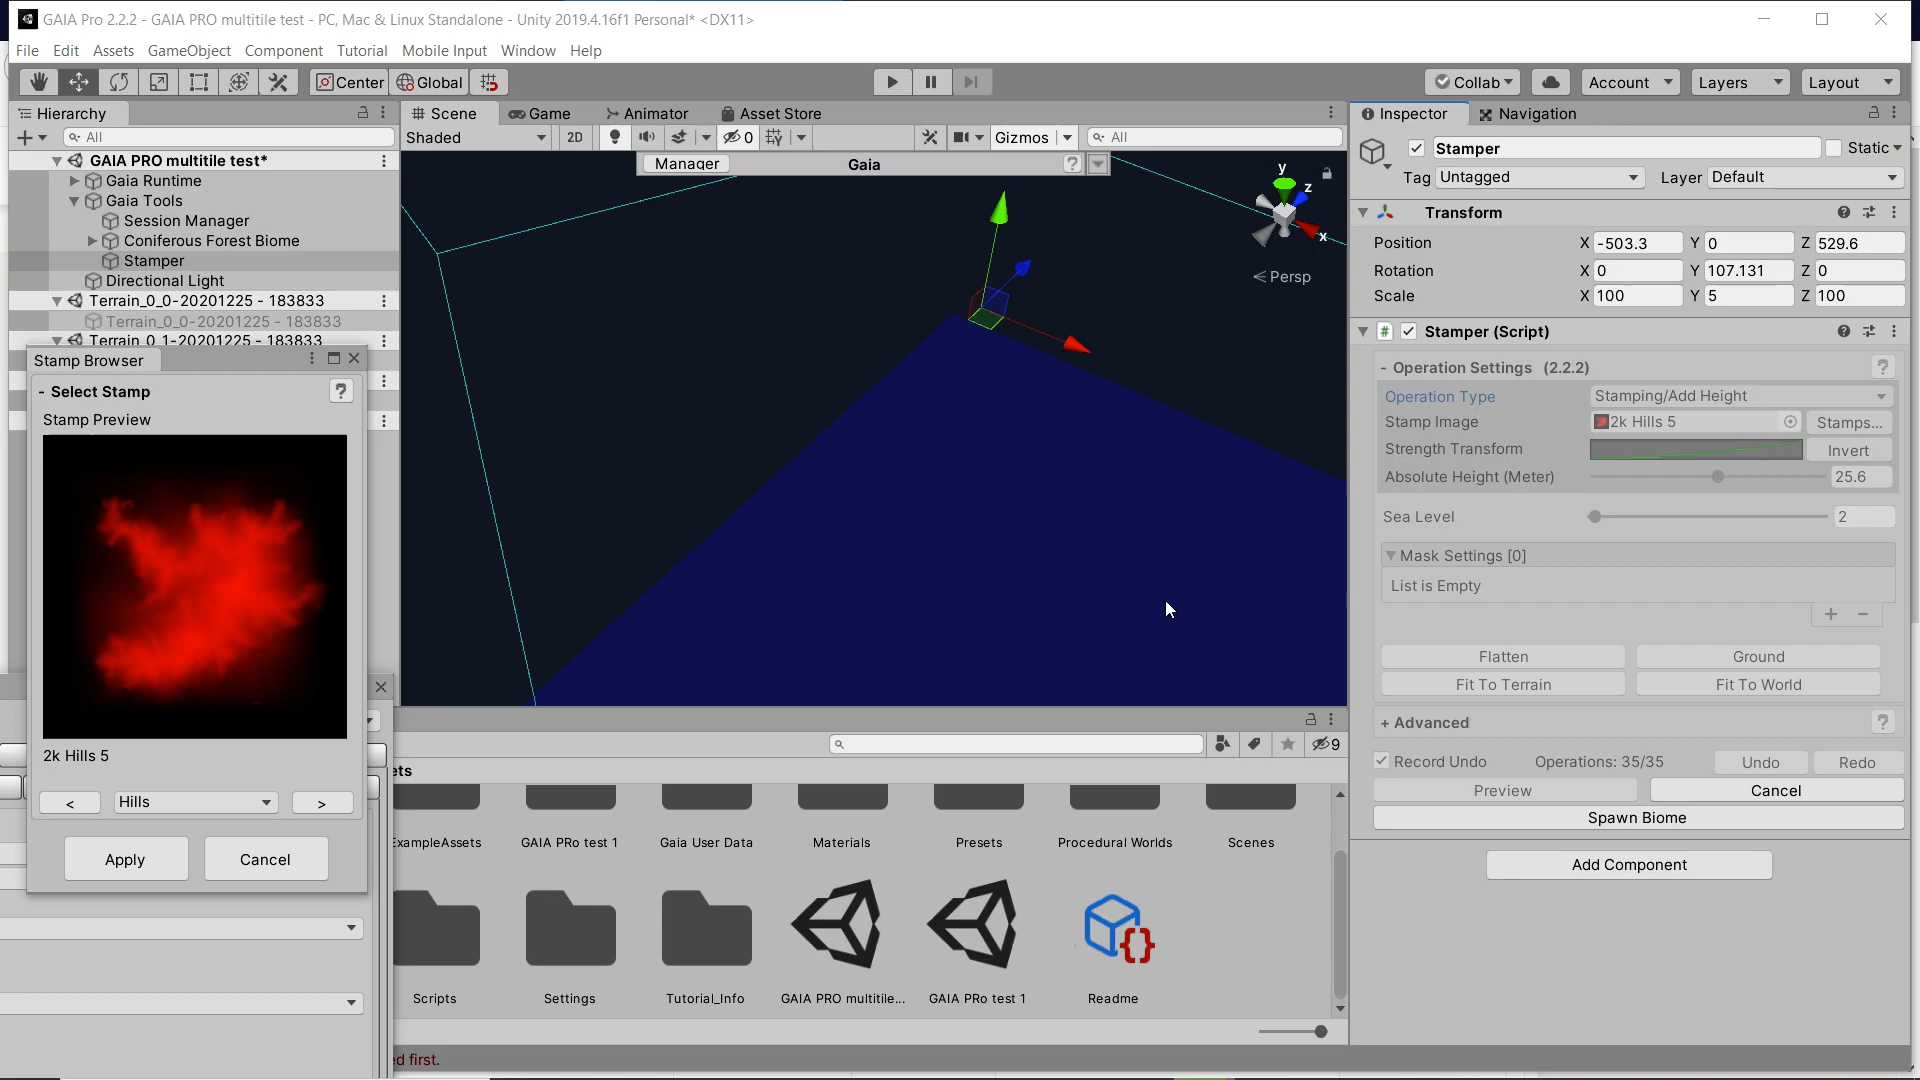 GAIA Pro 2.2.2 - GAIA PRO multitile test - PC, Mac & Linux Standalone - Unity 2019.4.16f1 Personal* <DX11>
File Edit Assets GameObject Component Tutorial Mobile Input Window Help
Center Global Collab Account Layers Layout
Hierarchy
All
GAIA PRO multitile test*
Gaia Runtime
Gaia Tools
Session Manager
Coniferous Forest Biome
Stamper
Directional Light
Terrain_0_0-20201225 - 183833
Terrain_0_0-20201225 - 183833
Terrain_0_1-20201225 - 183833
Stamp Browser
- Select Stamp ?
Stamp Preview
2k Hills 5
< Hills >
Apply Cancel
Scene Game Animator Asset Store
Shaded 2D 0 Gizmos All
Manager Gaia ?
y
z
x
Persp
9
ets
ExampleAssets GAIA PRo test 1 Gaia User Data Materials Presets Procedural Worlds Scenes
Scripts Settings Tutorial_Info GAIA PRO multitile... GAIA PRo test 1 Readme
ed first.
Inspector Navigation
Stamper Static
Tag Untagged Layer Default
Transform
Position X -503.3 Y 0 Z 529.6
Rotation X 0 Y 107.131 Z 0
Scale X 100 Y 5 Z 100
# Stamper (Script)
- Operation Settings (2.2.2) ?
Operation Type Stamping/Add Height
Stamp Image 2k Hills 5 Stamps...
Strength Transform Invert
Absolute Height (Meter) 25.6
Sea Level 2
Mask Settings [0]
List is Empty
+ -
Flatten Ground
Fit To Terrain Fit To World
+ Advanced ?
Record Undo Operations: 35/35 Undo Redo
Preview Cancel
Spawn Biome
Add Component